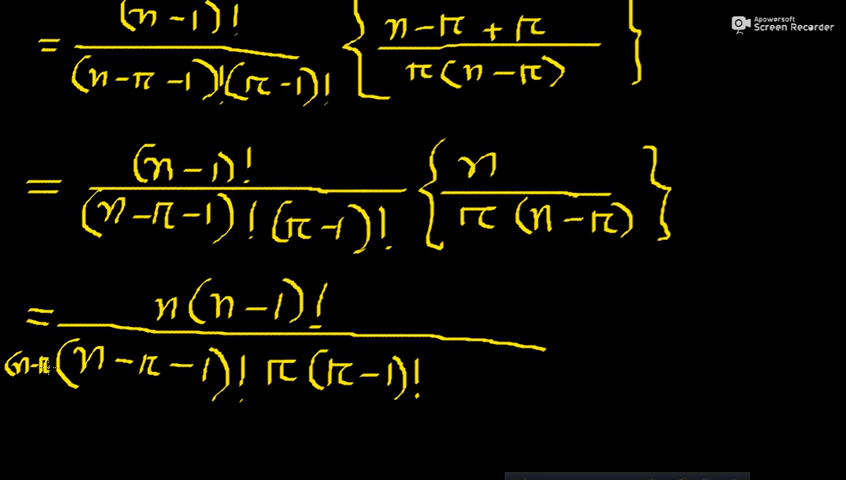 Apowersoft
Screen Recorder
= (n-1)! / (n-r-1)!(r-1)! { n-r+r / r(n-r) }
= (n-1)! / (n-r-1)!(r-1)! { n / r(n-r) }
= n(n-1)! / (n-r(n-r-1)! r(r-1)!